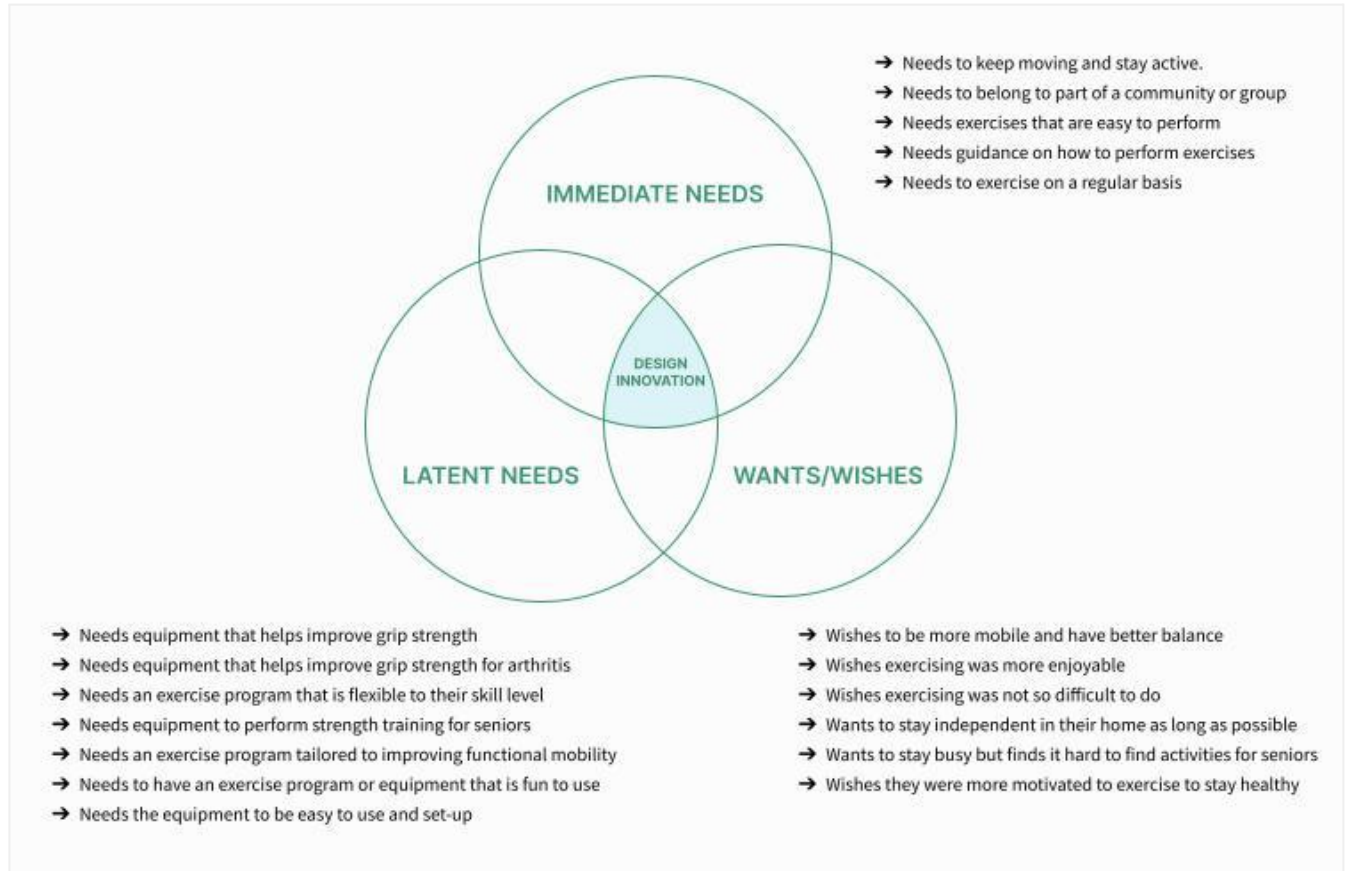 ➔ Needs to keep moving and stay active.
➔ Needs to belong to part of a community or group
➔ Needs exercises that are easy to perform
➔ Needs guidance on how to perform exercises
➔ Needs to exercise on a regular basis
IMMEDIATE NEEDS
DESIGN
INNOVATION
LATENT NEEDS
WANTS/WISHES
➔ Needs equipment that helps improve grip strength
➔ Needs equipment that helps improve grip strength for arthritis
➔ Needs an exercise program that is flexible to their skill level
➔ Needs equipment to perform strength training for seniors
➔ Needs an exercise program tailored to improving functional mobility
➔ Needs to have an exercise program or equipment that is fun to use
➔ Needs the equipment to be easy to use and set-up
➔ Wishes to be more mobile and have better balance
➔ Wishes exercising was more enjoyable
➔ Wishes exercising was not so difficult to do
➔ Wants to stay independent in their home as long as possible
➔ Wants to stay busy but finds it hard to find activities for seniors
➔ Wishes they were more motivated to exercise to stay healthy